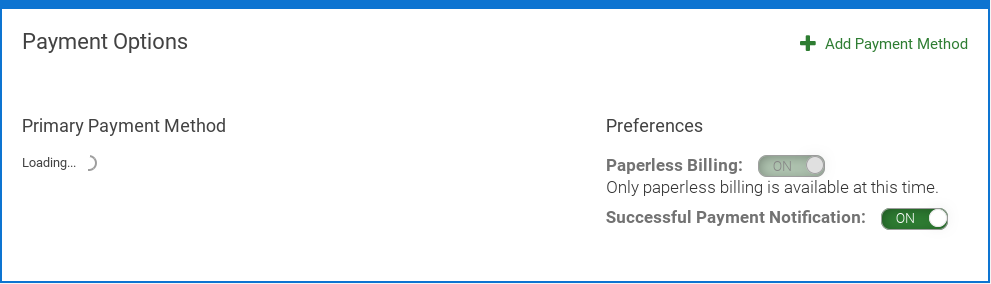 Payment Options
Add Payment Method
Primary Payment Method
Loading...
Preferences
Paperless Billing: ON
Only paperless billing is available at this time.
Successful Payment Notification: ON